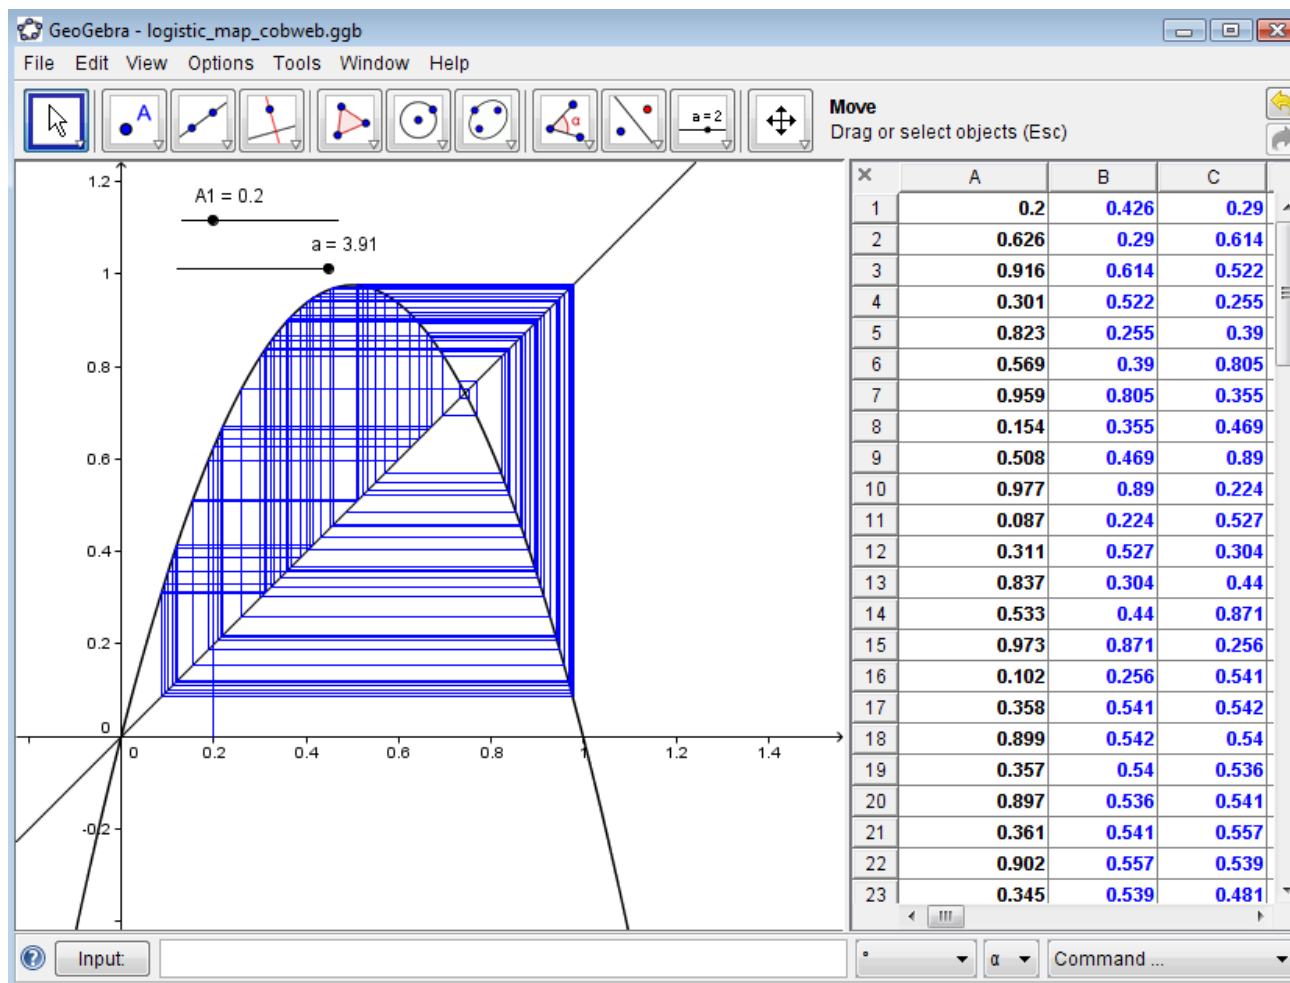 GeoGebra - logistic_map_cobweb.ggb
File Edit View Options Tools Window Help
A
α
a = 2
Move
Drag or select objects (Esc)
A1 = 0.2
a = 3.91
1.2
1
0.8
0.6
0.4
0.2
0
-0.2
0 0.2 0.4 0.6 0.8 1 1.2 1.4
A B C
1 0.2 0.426 0.29
2 0.626 0.29 0.614
3 0.916 0.614 0.522
4 0.301 0.522 0.255
5 0.823 0.255 0.39
6 0.569 0.39 0.805
7 0.959 0.805 0.355
8 0.154 0.355 0.469
9 0.508 0.469 0.89
10 0.977 0.89 0.224
11 0.087 0.224 0.527
12 0.311 0.527 0.304
13 0.837 0.304 0.44
14 0.533 0.44 0.871
15 0.973 0.871 0.256
16 0.102 0.256 0.541
17 0.358 0.541 0.542
18 0.899 0.542 0.54
19 0.357 0.54 0.536
20 0.897 0.536 0.541
21 0.361 0.541 0.557
22 0.902 0.557 0.539
23 0.345 0.539 0.481
? Input: ° α Command ...